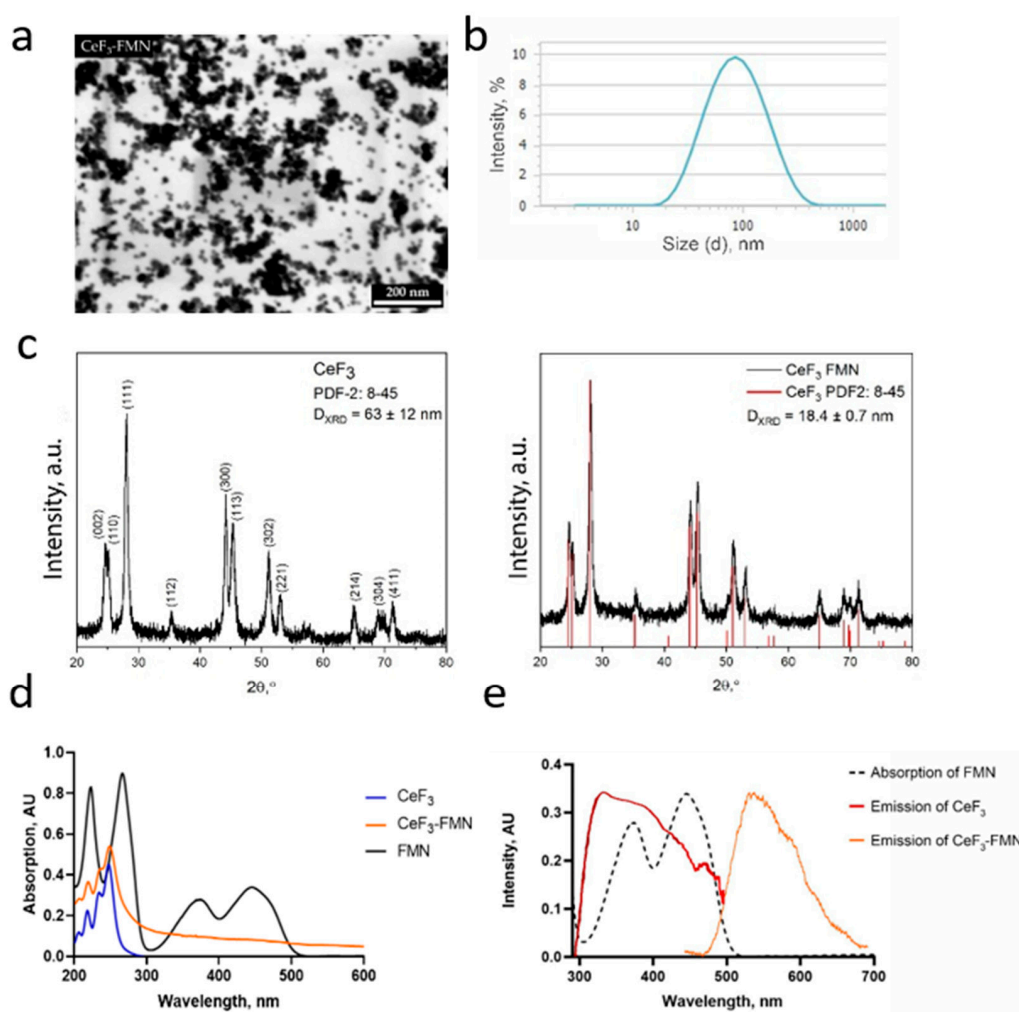 a
CeF₃-FMN
200 nm
b
Intensity, %
10
8
6
4
2
0
10 100 1000
Size (d), nm
c
CeF₃
PDF-2: 8-45
D_XRD = 63 ± 12 nm
Intensity, a.u.
(002)
(110)
(111)
(112)
(300)
(113)
(302)
(221)
(214)
(304)
(411)
20 30 40 50 60 70 80
2θ,°
CeF₃ FMN
CeF₃ PDF2: 8-45
D_XRD = 18.4 ± 0.7 nm
Intensity, a.u.
20 30 40 50 60 70 80
2θ,°
d
Absorption, AU
1.0
0.8
0.6
0.4
0.2
0.0
200 300 400 500 600
Wavelength, nm
CeF₃
CeF₃-FMN
FMN
e
Intensity, AU
0.4
0.3
0.2
0.1
0.0
300 400 500 600 700
Wavelength, nm
Absorption of FMN
Emission of CeF₃
Emission of CeF₃-FMN